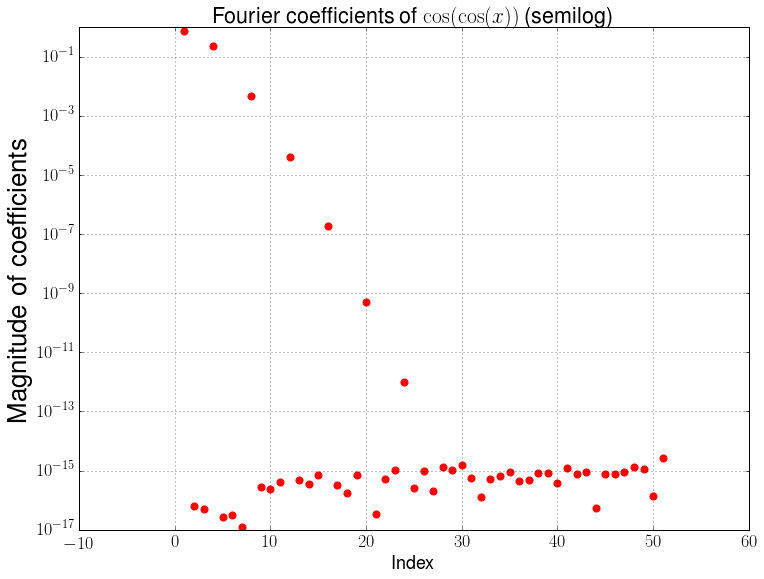 Fourier coefficients of cos(cos(x)) (semilog)
Magnitude of coefficients
10^{-1}
10^{-3}
10^{-5}
10^{-7}
10^{-9}
10^{-11}
10^{-13}
10^{-15}
10^{-17}
−10 0 10 20 30 40 50 60
Index